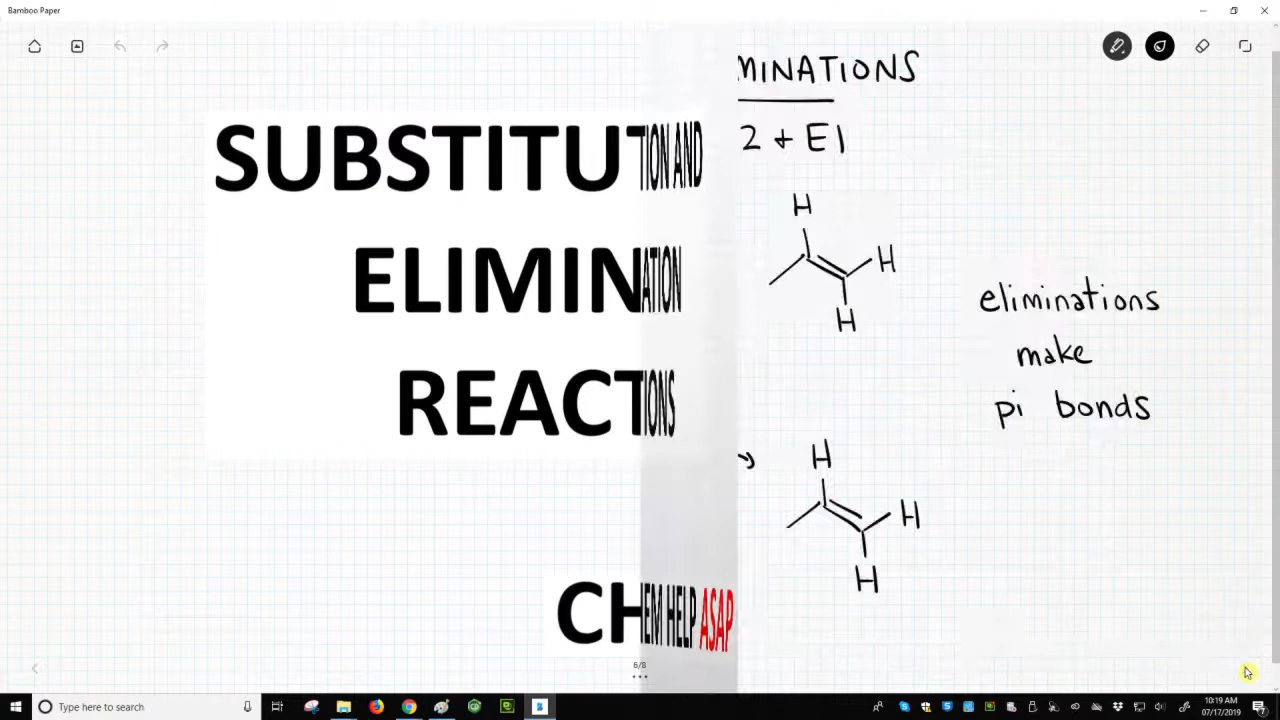 Bamboo Paper
MINATIONS
SUBSTITUTION AND
2 + E1
H
ELIMINATION
H
H
eliminations
make
pi bonds
REACTIONS
H
H
H
CHEM HELP ASAP
6/8
Type here to search
10:19 AM
07/17/2019